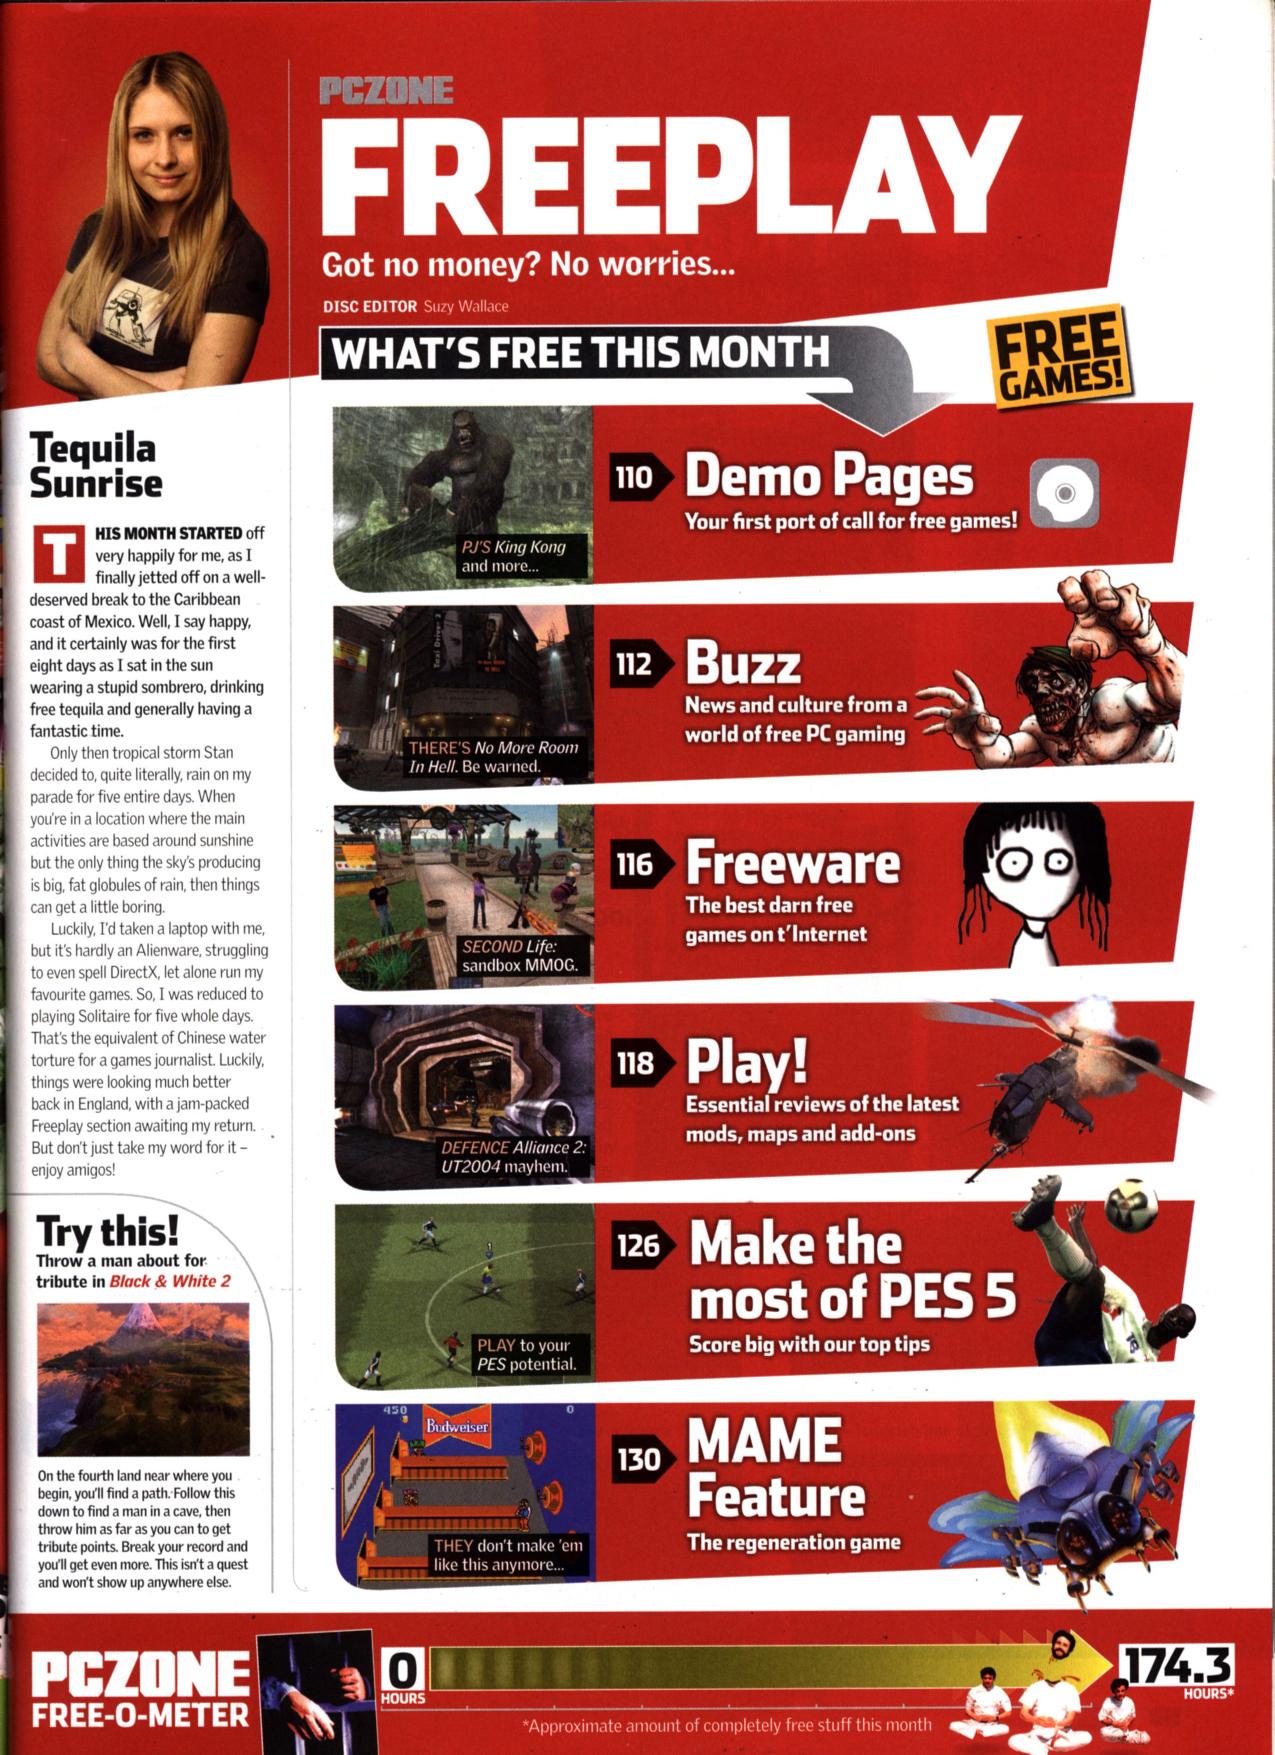 PCZONE
FREEPLAY
Got no money? No worries...
DISC EDITOR Suzy Wallace
WHAT'S FREE THIS MONTH
FREE
GAMES!
Tequila
Sunrise
THIS MONTH STARTED off
very happily for me, as I
finally jetted off on a well-
deserved break to the Caribbean
coast of Mexico. Well, I say happy,
and it certainly was for the first
eight days as I sat in the sun
wearing a stupid sombrero, drinking
free tequila and generally having a
fantastic time.
Only then tropical storm Stan
decided to, quite literally, rain on my
parade for five entire days. When
you're in a location where the main
activities are based around sunshine
but the only thing the sky's producing
is big, fat globules of rain, then things
can get a little boring.
Luckily, I'd taken a laptop with me,
but it's hardly an Alienware, struggling
to even spell DirectX, let alone run my
favourite games. So, I was reduced to
playing Solitaire for five whole days.
That's the equivalent of Chinese water
torture for a games journalist. Luckily,
things were looking much better
back in England, with a jam-packed
Freeplay section awaiting my return.
But don't just take my word for it –
enjoy amigos!
Try this!
Throw a man about for
tribute in Black & White 2
On the fourth land near where you
begin, you'll find a path. Follow this
down to find a man in a cave, then
throw him as far as you can to get
tribute points. Break your record and
you'll get even more. This isn't a quest
and won't show up anywhere else.
PJ'S King Kong
and more...
110
Demo Pages
Your first port of call for free games!
Taxi Driver 2
THERE'S No More Room
In Hell. Be warned.
112
Buzz
News and culture from a
world of free PC gaming
SECOND Life:
sandbox MMOG.
116
Freeware
The best darn free
games on t'Internet
DEFENCE Alliance 2:
UT2004 mayhem.
118
Play!
Essential reviews of the latest
mods, maps and add-ons
PLAY to your
PES potential.
126
Make the
most of PES 5
Score big with our top tips
450
0
Budweiser
THEY don't make 'em
like this anymore...
130
MAME
Feature
The regeneration game
PCZONE
FREE-O-METER
0
HOURS
174.3
HOURS*
*Approximate amount of completely free stuff this month